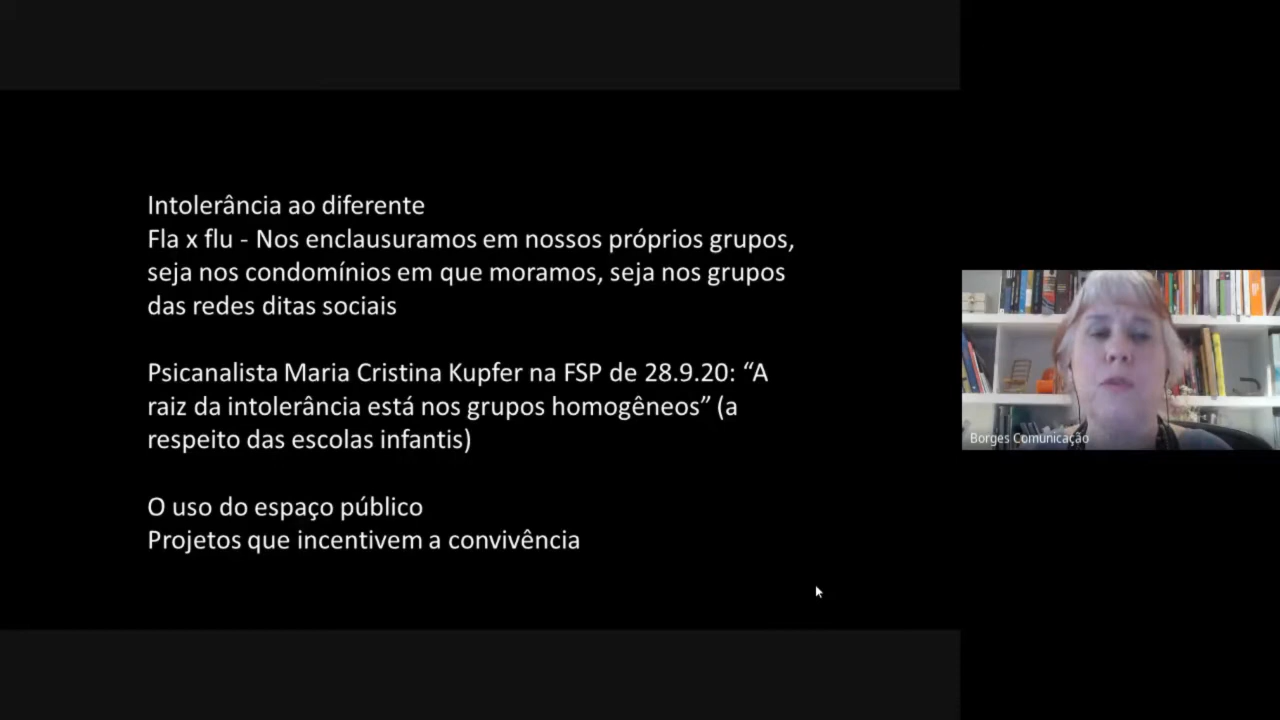 Intolerância ao diferente
Fla x flu - Nos enclausuramos em nossos próprios grupos,
seja nos condomínios em que moramos, seja nos grupos
das redes ditas sociais
Psicanalista Maria Cristina Kupfer na FSP de 28.9.20: “A
raiz da intolerância está nos grupos homogêneos” (a
respeito das escolas infantis)
O uso do espaço público
Projetos que incentivem a convivência
Borges Comunicação